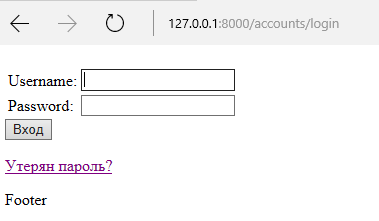 127.0.0.1:8000/accounts/login
Username:
Password:
Вход
Утерян пароль?
Footer